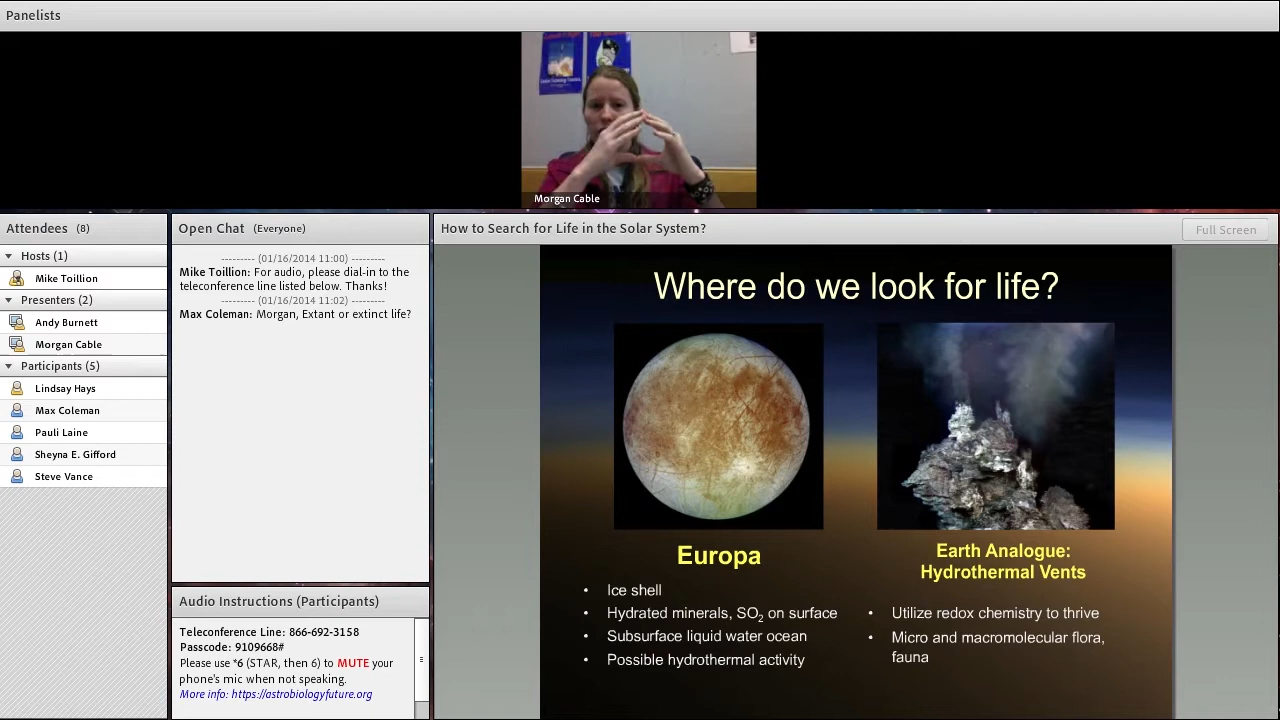 Panelists
Morgan Cable
Attendees (8)
Hosts (1)
Mike Toillion
Presenters (2)
Andy Burnett
Morgan Cable
Participants (5)
Lindsay Hays
Max Coleman
Pauli Laine
Sheyna E. Gifford
Steve Vance
Open Chat (Everyone)
--------- (01/16/2014 11:00) ---------
Mike Toillion: For audio, please dial-in to the
teleconference line listed below. Thanks!
--------- (01/16/2014 11:02) ---------
Max Coleman: Morgan, Extant or extinct life?
Audio Instructions (Participants)
Teleconference Line: 866-692-3158
Passcode: 9109668#
Please use *6 (STAR, then 6) to MUTE your
phone's mic when not speaking.
More info: https://astrobiologyfuture.org
How to Search for Life in the Solar System?
Full Screen
Where do we look for life?
Europa
• Ice shell
• Hydrated minerals, SO₂ on surface
• Subsurface liquid water ocean
• Possible hydrothermal activity
Earth Analogue:
Hydrothermal Vents
• Utilize redox chemistry to thrive
• Micro and macromolecular flora,
fauna